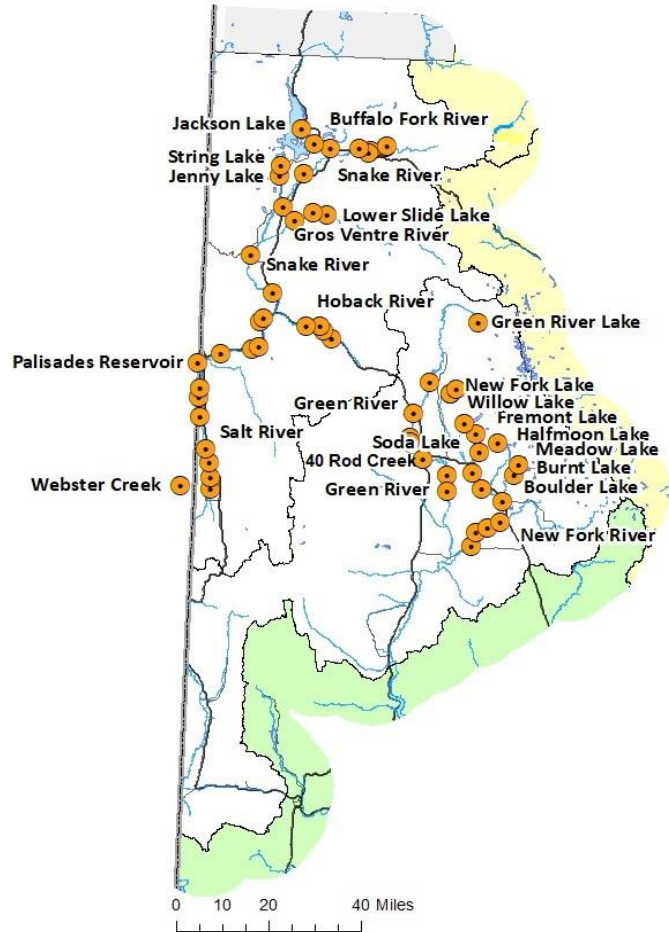 Jackson Lake
Buffalo Fork River
String Lake
Jenny Lake
Snake River
Lower Slide Lake
Gros Ventre River
Snake River
Hoback River
Green River Lake
Palisades Reservoir
New Fork Lake
Willow Lake
Green River
Fremont Lake
Salt River
Soda Lake
Halfmoon Lake
Meadow Lake
40 Rod Creek
Burnt Lake
Webster Creek
Green River
Boulder Lake
New Fork River
0 10 20 40 Miles